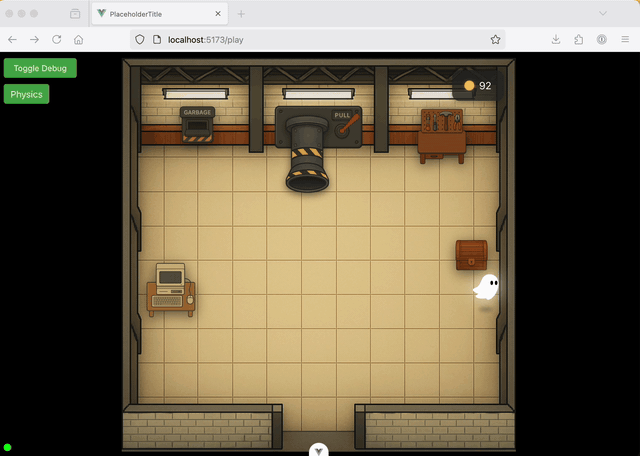 PlaceholderTitle
localhost:5173/play
Toggle Debug
Physics
92
GARBAGE
PULL